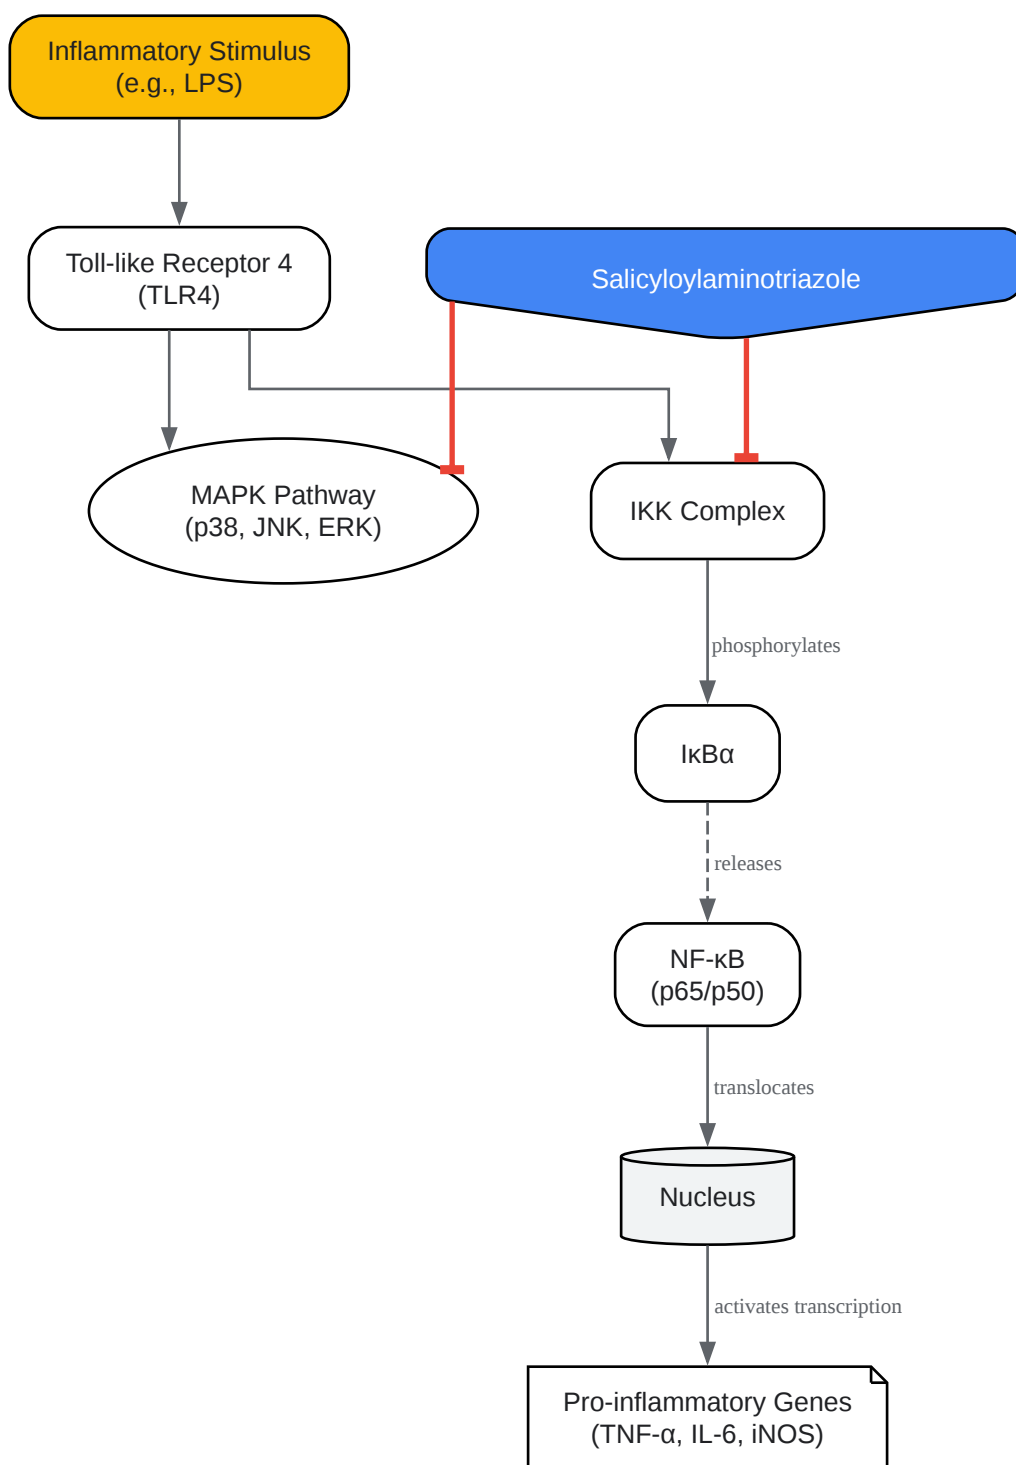 Inflammatory Stimulus
(e.g., LPS)
Toll-like Receptor 4
(TLR4)
Salicyloylaminotriazole
MAPK Pathway
(p38, JNK, ERK)
IKK Complex
phosphorylates
IκBα
releases
NF-κB
(p65/p50)
translocates
Nucleus
activates transcription
Pro-inflammatory Genes
(TNF-α, IL-6, iNOS)